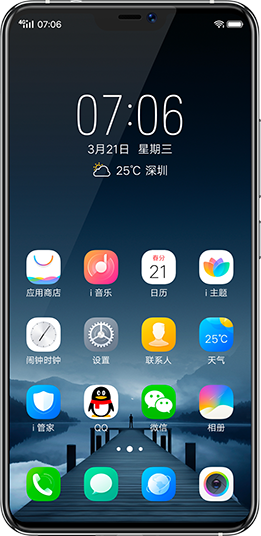 4G 07:06
07:06
3月21日 星期三
25℃ 深圳
应用商店 i 音乐 春分 21 日历 i 主题
闹钟时钟 设置 联系人 25℃ 天气
i 管家 QQ 微信 相册